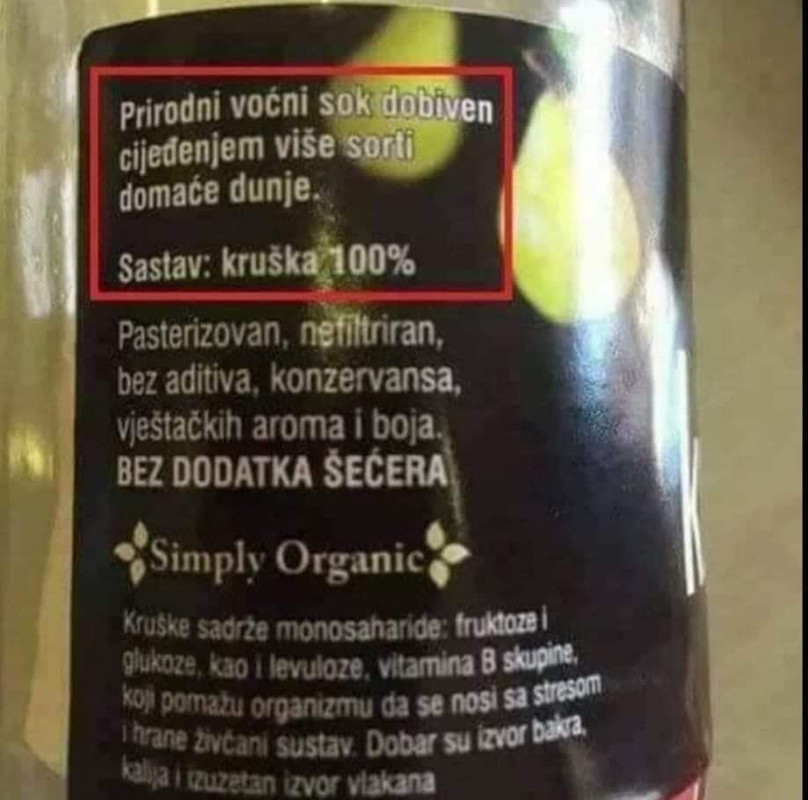 Prirodni voćni sok dobiven
cijeđenjem više sorti
domaće dunje.
Sastav: kruška 100%
Pasterizovan, nefiltriran,
bez aditiva, konzervansa,
vještačkih aroma i boja.
BEZ DODATKA ŠEĆERA
Simply Organic
Kruške sadrže monosaharide: fruktoze i
glukoze, kao i levuloze, vitamina B skupine,
koji pomažu organizmu da se nosi sa stresom
i hrane živčani sustav. Dobar su izvor bakra,
kalija i izuzetan izvor vlakana
K